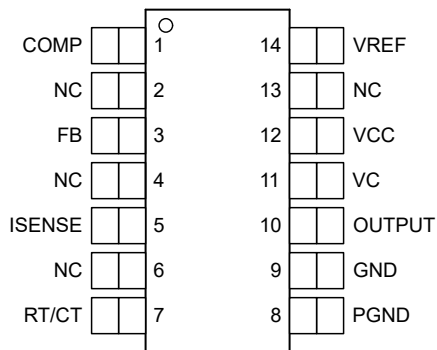 COMP 1 14 VREF
NC 2 13 NC
FB 3 12 VCC
NC 4 11 VC
ISENSE 5 10 OUTPUT
NC 6 9 GND
RT/CT 7 8 PGND